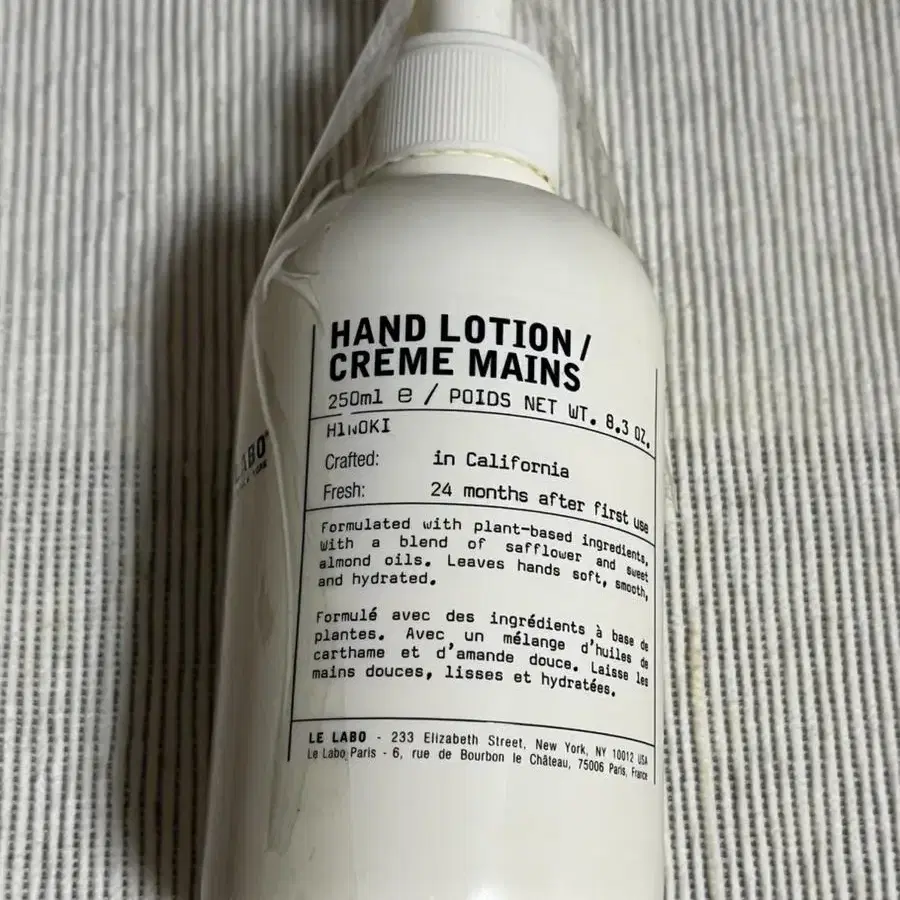 HAND LOTION/
CRÈME MAINS
250ml e / POIDS NET WT. 8.3 OZ.
HINOKI
Crafted: in California
Fresh: 24 months after first use
Formulated with plant-based ingredients,
with a blend of safflower and sweet
almond oils. Leaves hands soft, smooth,
and hydrated.
Formulé avec des ingrédients à base de
plantes. Avec un mélange d'huiles de
carthame et d'amande douce. Laisse les
mains douces, lisses et hydratées.
LE LABO - 233 Elizabeth Street, New York, NY 10012 USA
Le Labo Paris - 6, rue de Bourbon le Château, 75006 Paris, France
LABO